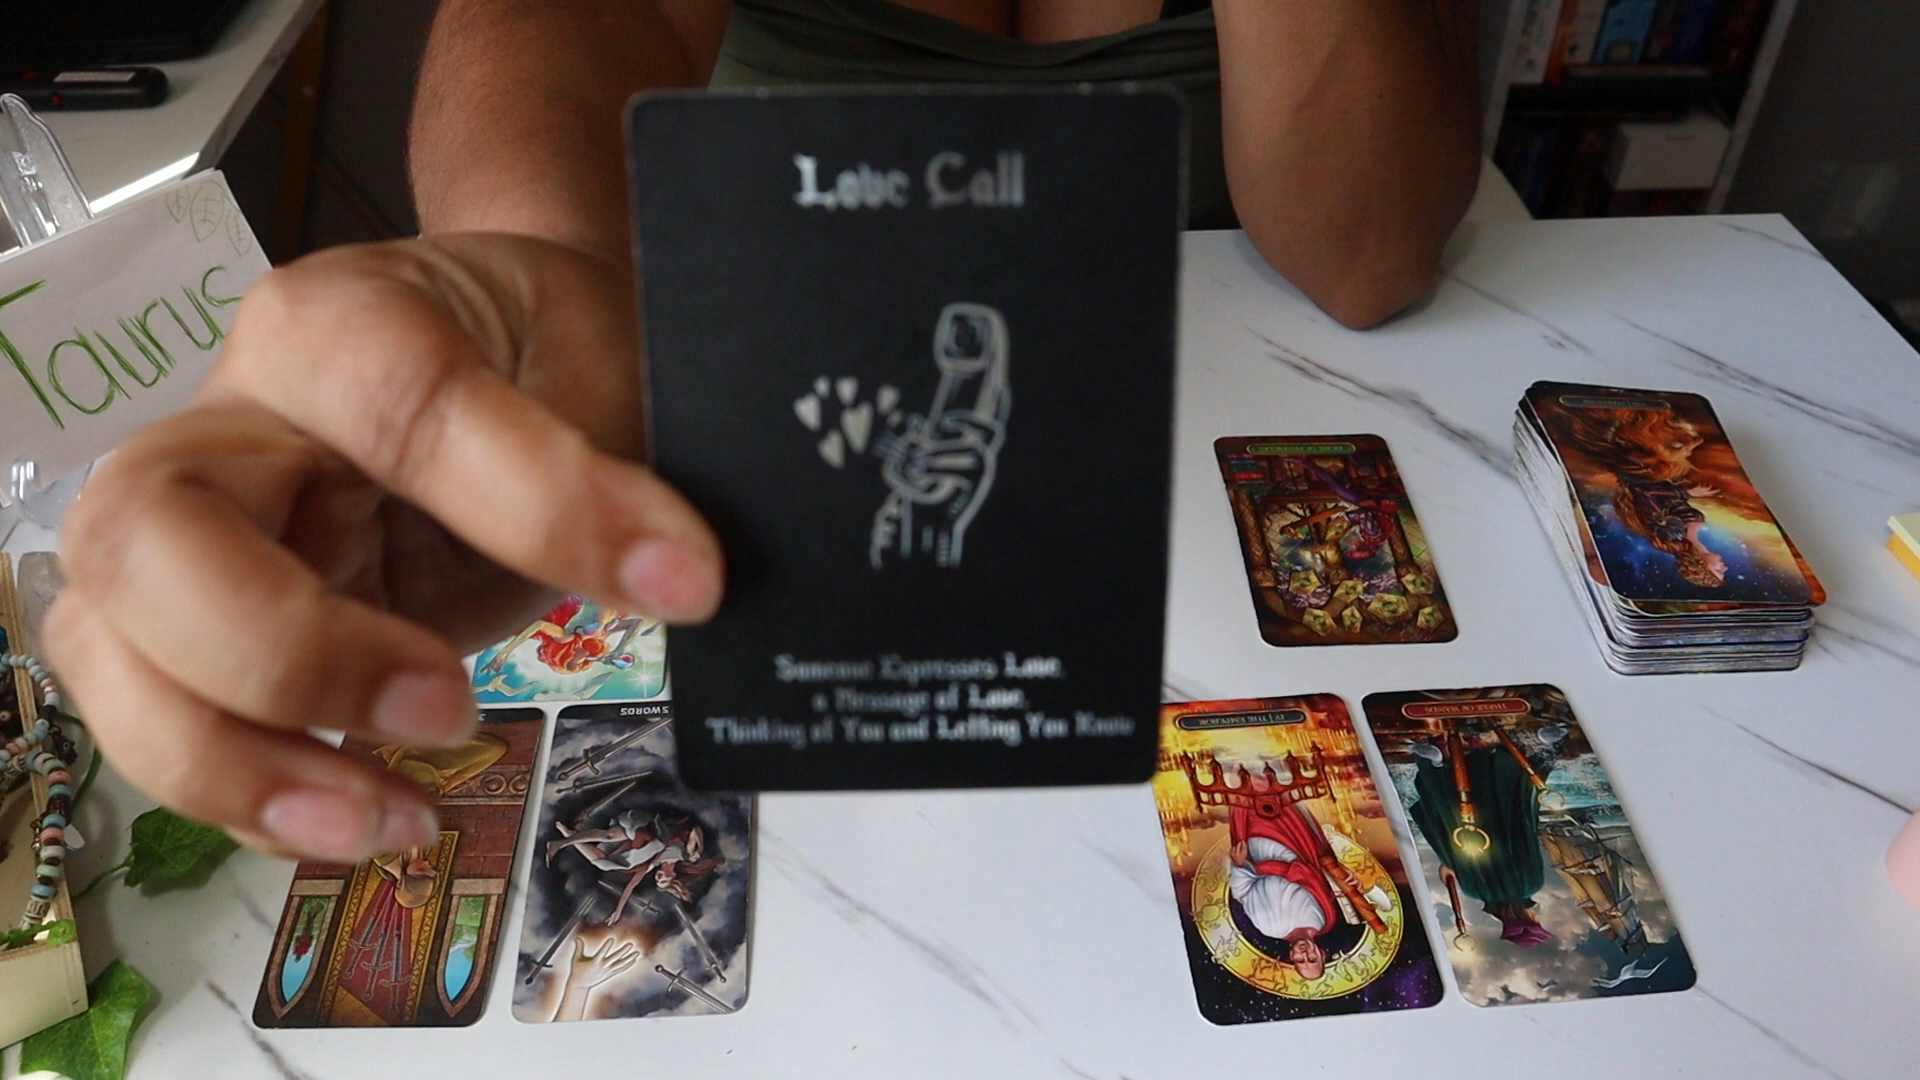 Love Call
Taurus
Someone Expresses Love.
a Message of Love.
Thinking of You and Letting You Know
SWORDS
IV | THE EMPEROR
THREE OF WANDS